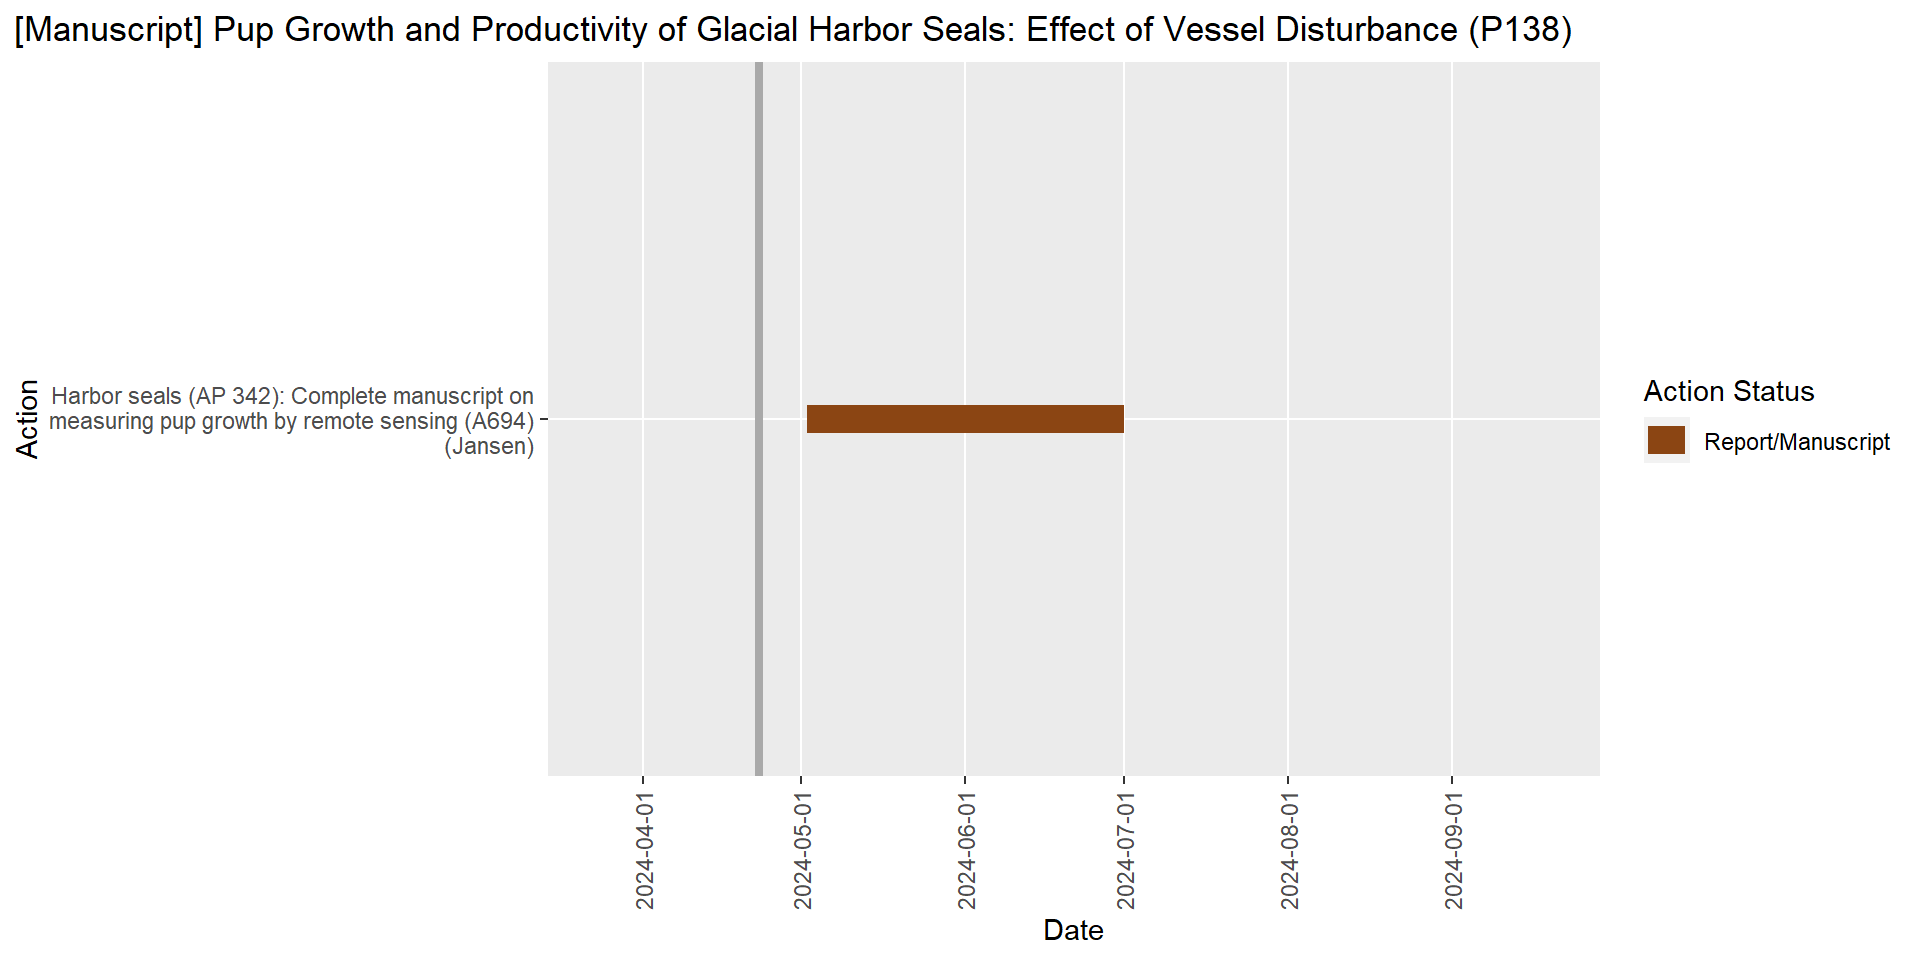 [Manuscript] Pup Growth and Productivity of Glacial Harbor Seals: Effect of Vessel Disturbance (P138)
Action
Harbor seals (AP 342): Complete manuscript on
measuring pup growth by remote sensing (A694)
(Jansen)
Action Status
Report/Manuscript
2024-04-01
2024-05-01
2024-06-01
2024-07-01
2024-08-01
2024-09-01
Date